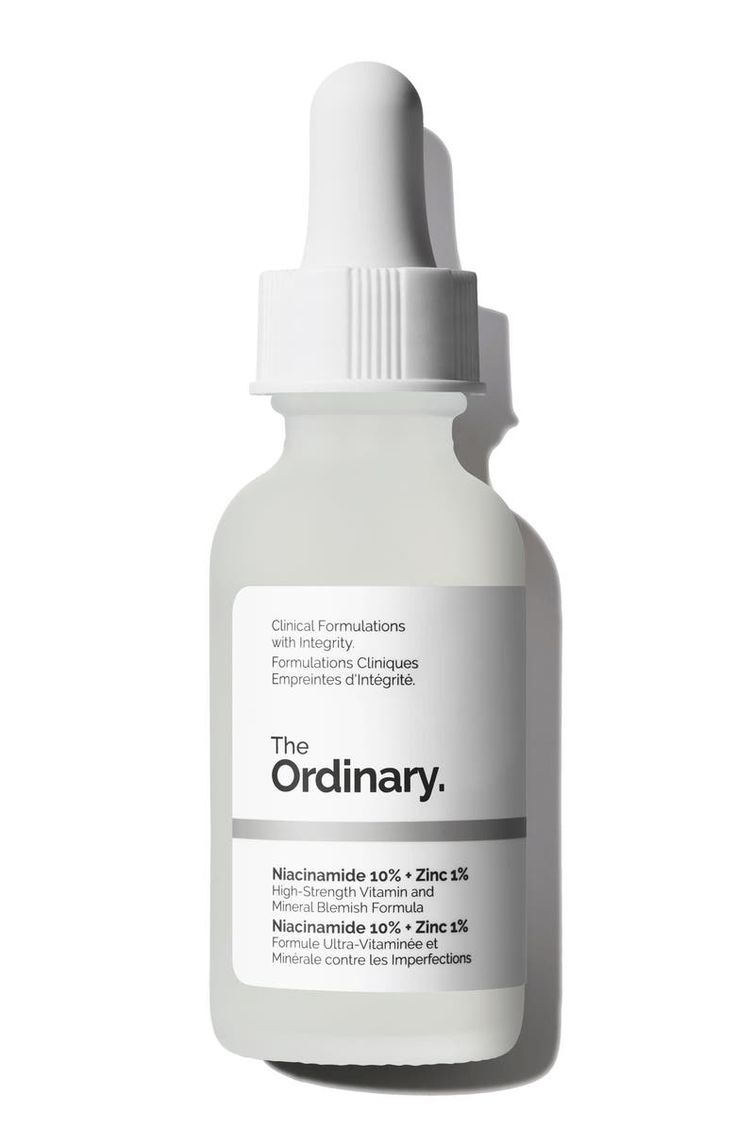 Clinical Formulations
with Integrity.
Formulations Cliniques
Empreintes d'Intégrité.
The
Ordinary.
Niacinamide 10% + Zinc 1%
High-Strength Vitamin and
Mineral Blemish Formula
Niacinamide 10% + Zinc 1%
Formule Ultra-Vitaminée et
Minérale contre les Imperfections